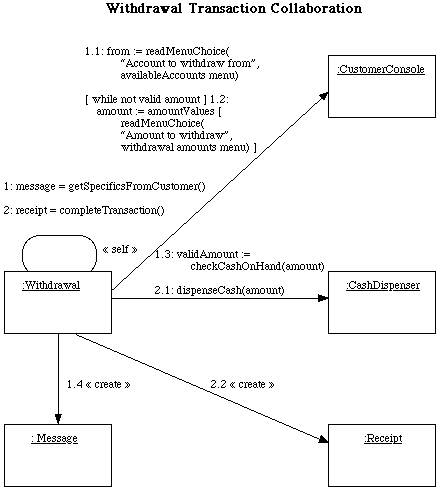 Withdrawal Transaction Collaboration
1.1: from := readMenuChoice(
"Account to withdraw from",
availableAccounts menu)
:CustomerConsole
[ while not valid amount ] 1.2:
amount := amountValues [
readMenuChoice(
"Amount to withdraw",
withdrawal amounts menu) ]
1: message = getSpecificsFromCustomer()
2: receipt = completeTransaction()
« self »
1.3: validAmount :=
checkCashOnHand(amount)
:Withdrawal
2.1: dispenseCash(amount)
:CashDispenser
1.4 « create »
2.2 « create »
: Message
:Receipt